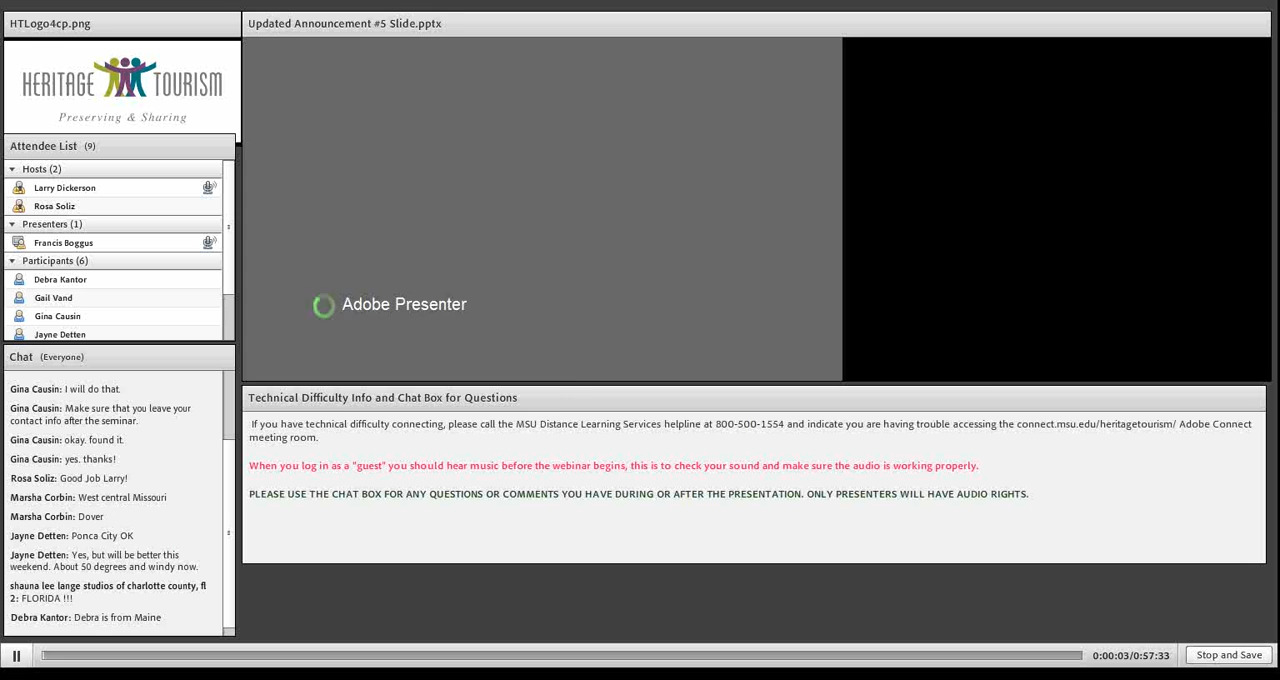 HTLogo4cp.png
Updated Announcement #5 Slide.pptx
HERITAGE TOURISM
Preserving & Sharing
Attendee List (9)
Hosts (2)
Larry Dickerson
Rosa Soliz
Presenters (1)
Francis Boggus
Participants (6)
Debra Kantor
Gail Vand
Gina Causin
Jayne Detten
Adobe Presenter
Chat (Everyone)
Gina Causin: I will do that.
Gina Causin: Make sure that you leave your
contact info after the seminar.
Gina Causin: okay. found it.
Gina Causin: yes. thanks!
Rosa Soliz: Good Job Larry!
Marsha Corbin: West central Missouri
Marsha Corbin: Dover
Jayne Detten: Ponca City OK
Jayne Detten: Yes, but will be better this
weekend. About 50 degrees and windy now.
shauna lee lange studios of charlotte county, fl
2: FLORIDA !!!
Debra Kantor: Debra is from Maine
Technical Difficulty Info and Chat Box for Questions
If you have technical difficulty connecting, please call the MSU Distance Learning Services helpline at 800-500-1554 and indicate you are having trouble accessing the connect.msu.edu/heritagetourism/ Adobe Connect
meeting room.
When you log in as a "guest" you should hear music before the webinar begins, this is to check your sound and make sure the audio is working properly.
PLEASE USE THE CHAT BOX FOR ANY QUESTIONS OR COMMENTS YOU HAVE DURING OR AFTER THE PRESENTATION. ONLY PRESENTERS WILL HAVE AUDIO RIGHTS.
0:00:03/0:57:33
Stop and Save